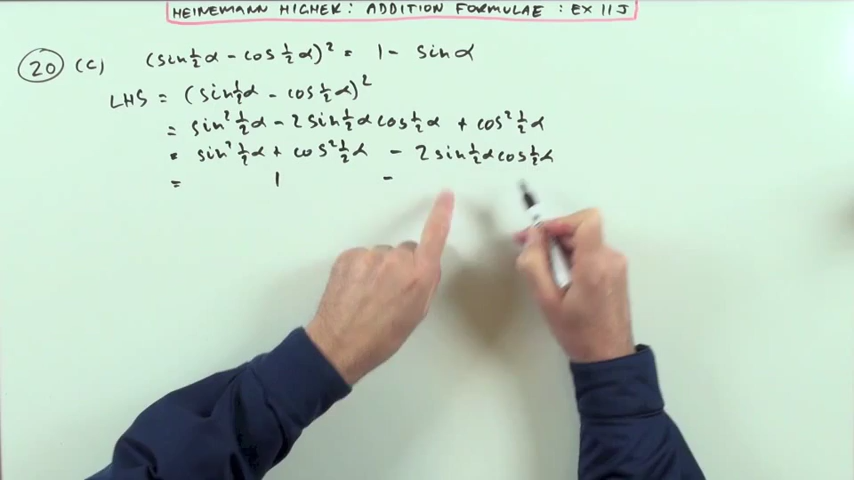 HEINEMANN HIGHER: ADDITION FORMULAE : EX 11J
20 (c) (sin½α - cos½α)² = 1 - sinα
LHS = (sin½α - cos½α)²
= sin²½α - 2sin½αcos½α + cos²½α
= sin²½α + cos²½α - 2sin½αcos½α
= 1 -